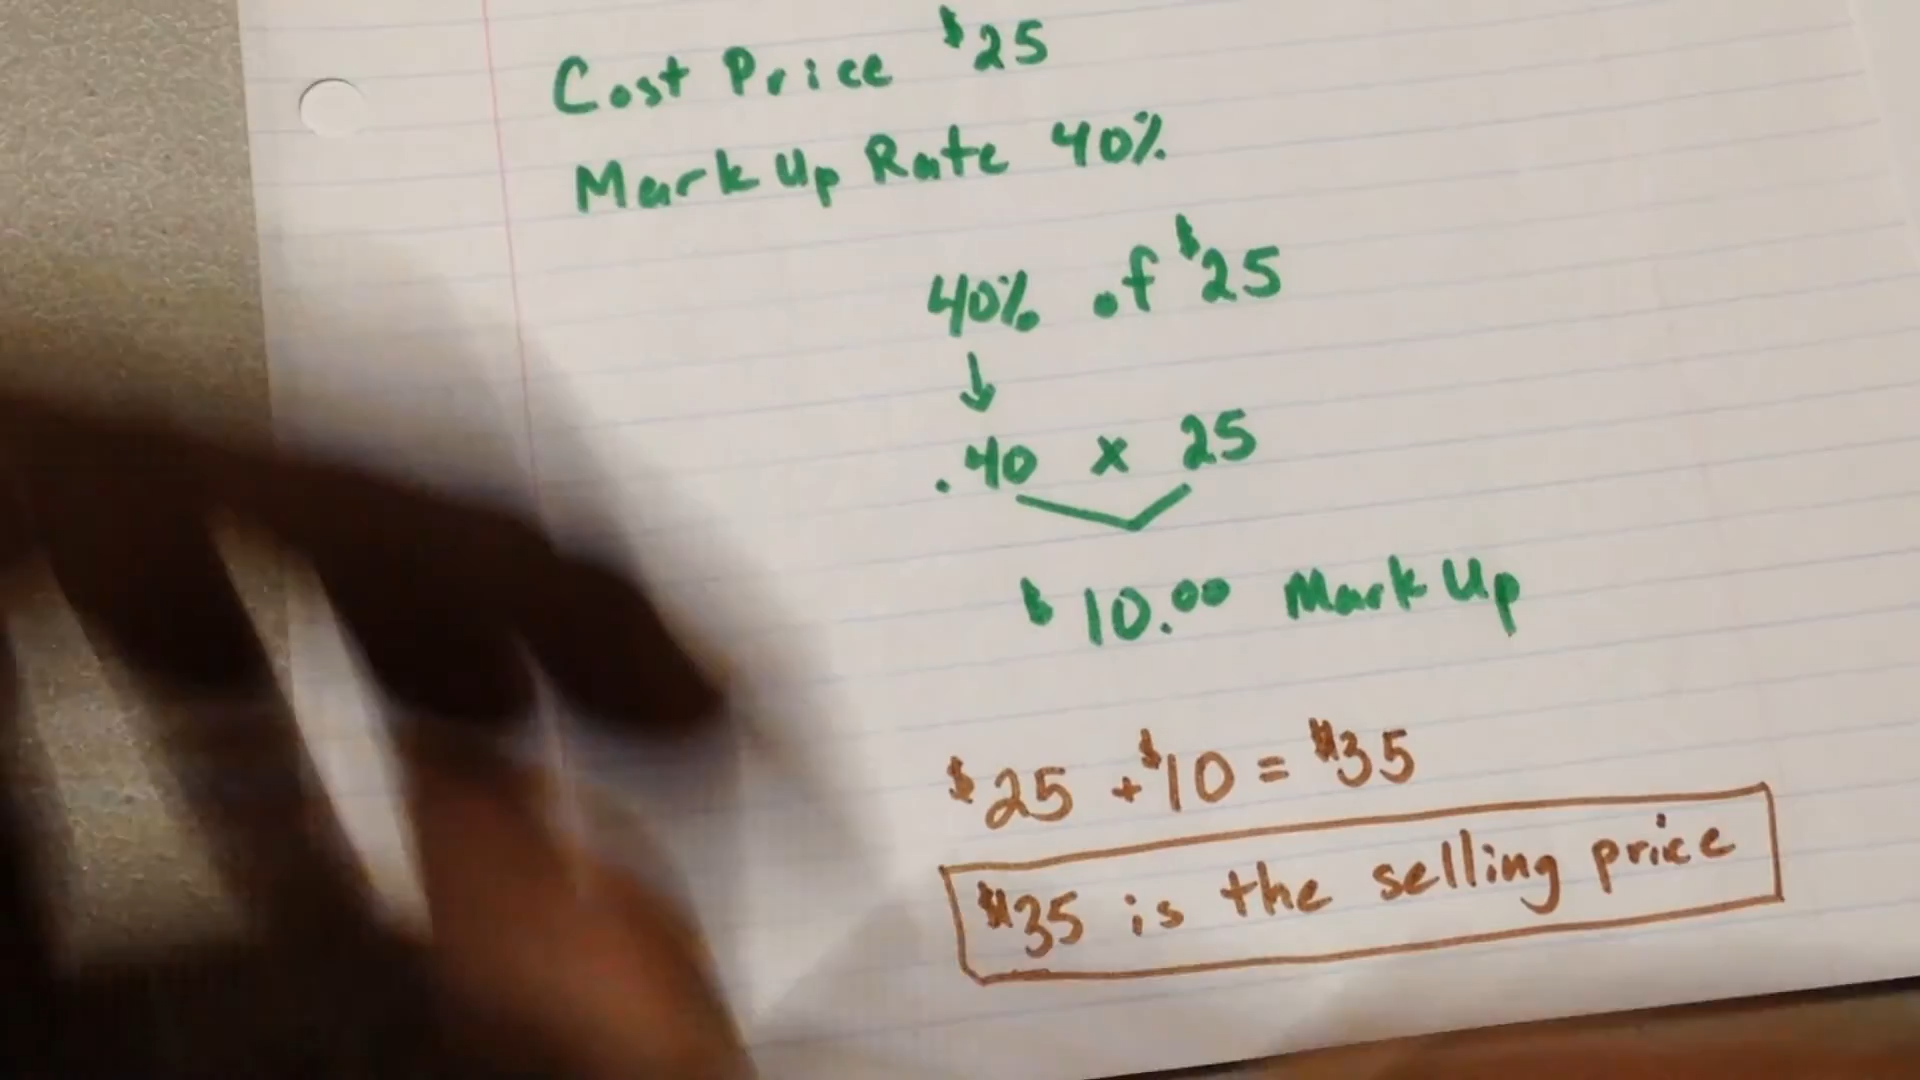 Cost Price $25
Mark Up Rate 40%
40% of $25
↓
.40 x 25
$10.00 Mark Up
$25 + $10 = $35
$35 is the selling price